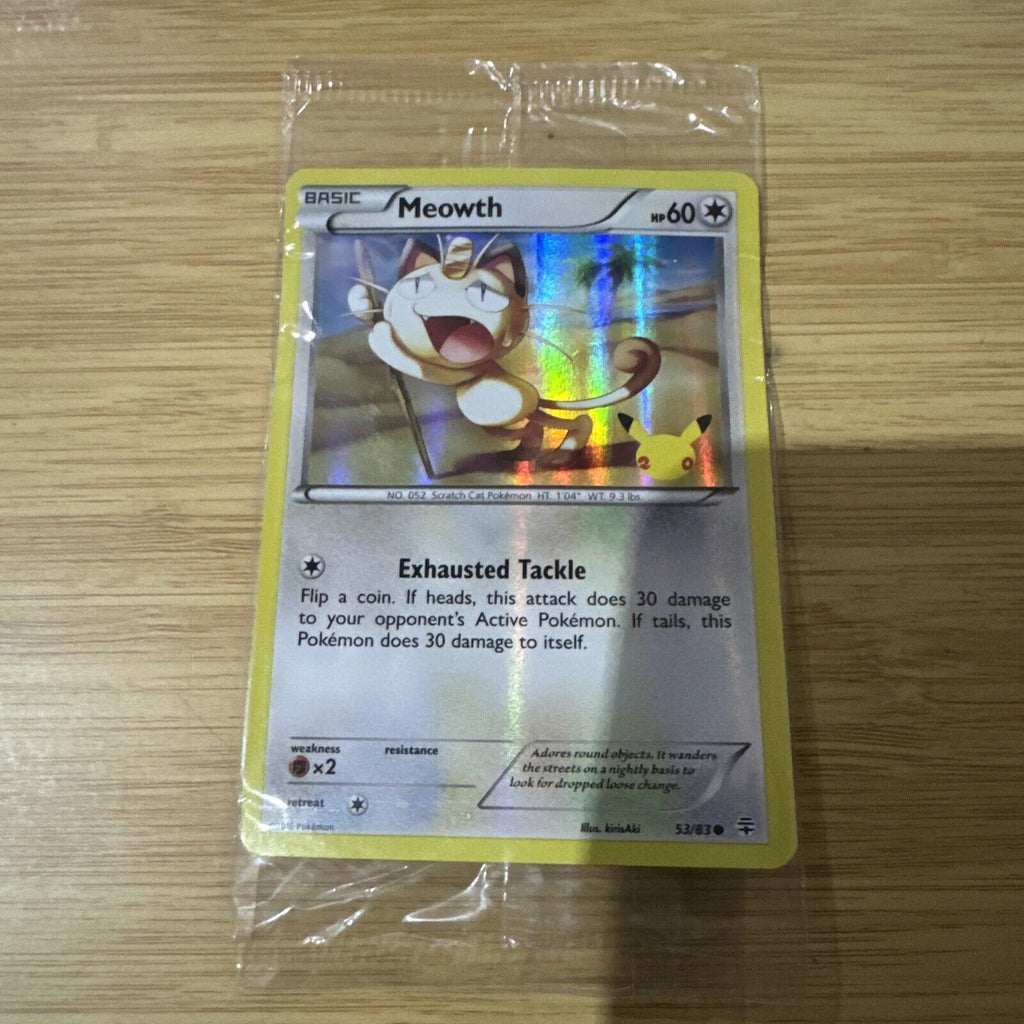 BASIC Meowth HP60
20
NO. 052 Scratch Cat Pokémon HT. 1'04" WT. 9.3 lbs.
Exhausted Tackle
Flip a coin. If heads, this attack does 30 damage
to your opponent's Active Pokémon. If tails, this
Pokémon does 30 damage to itself.
weakness resistance
×2
Adores round objects. It wanders
the streets on a nightly basis to
look for dropped loose change.
retreat
Pokémon Illus. kirisAki 53/83